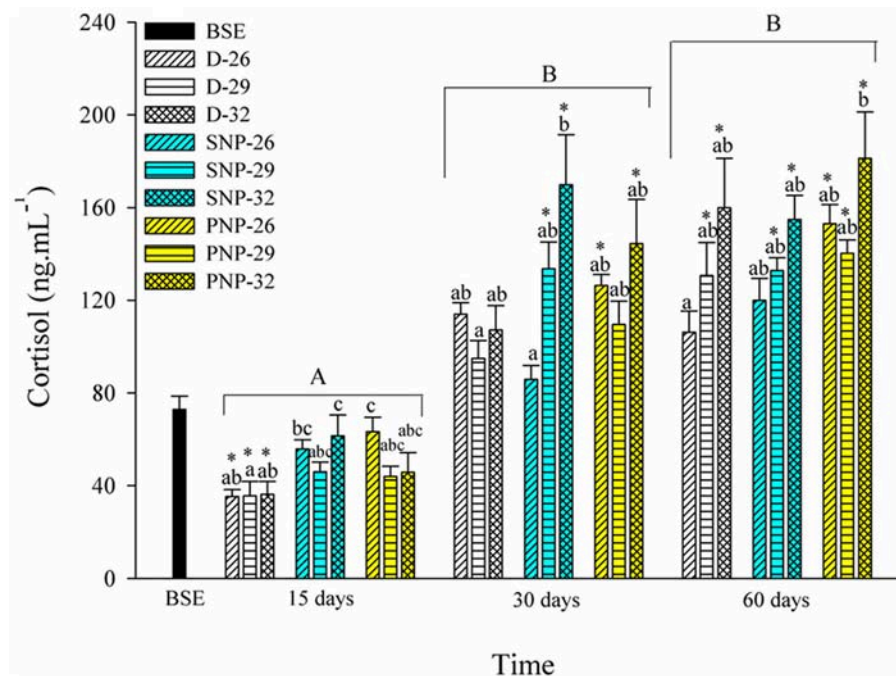 240
200
160
120
80
40
0
Cortisol (ng.mL⁻¹)
BSE
D-26
D-29
D-32
SNP-26
SNP-29
SNP-32
PNP-26
PNP-29
PNP-32
A
B
B
* ab
* a
* ab
bc
abc
c
c
abc
abc
ab
a
ab
a
* ab
* b
* ab
ab
* ab
a
* ab
* ab
ab
* ab
* ab
* ab
* ab
* b
BSE 15 days 30 days 60 days
Time